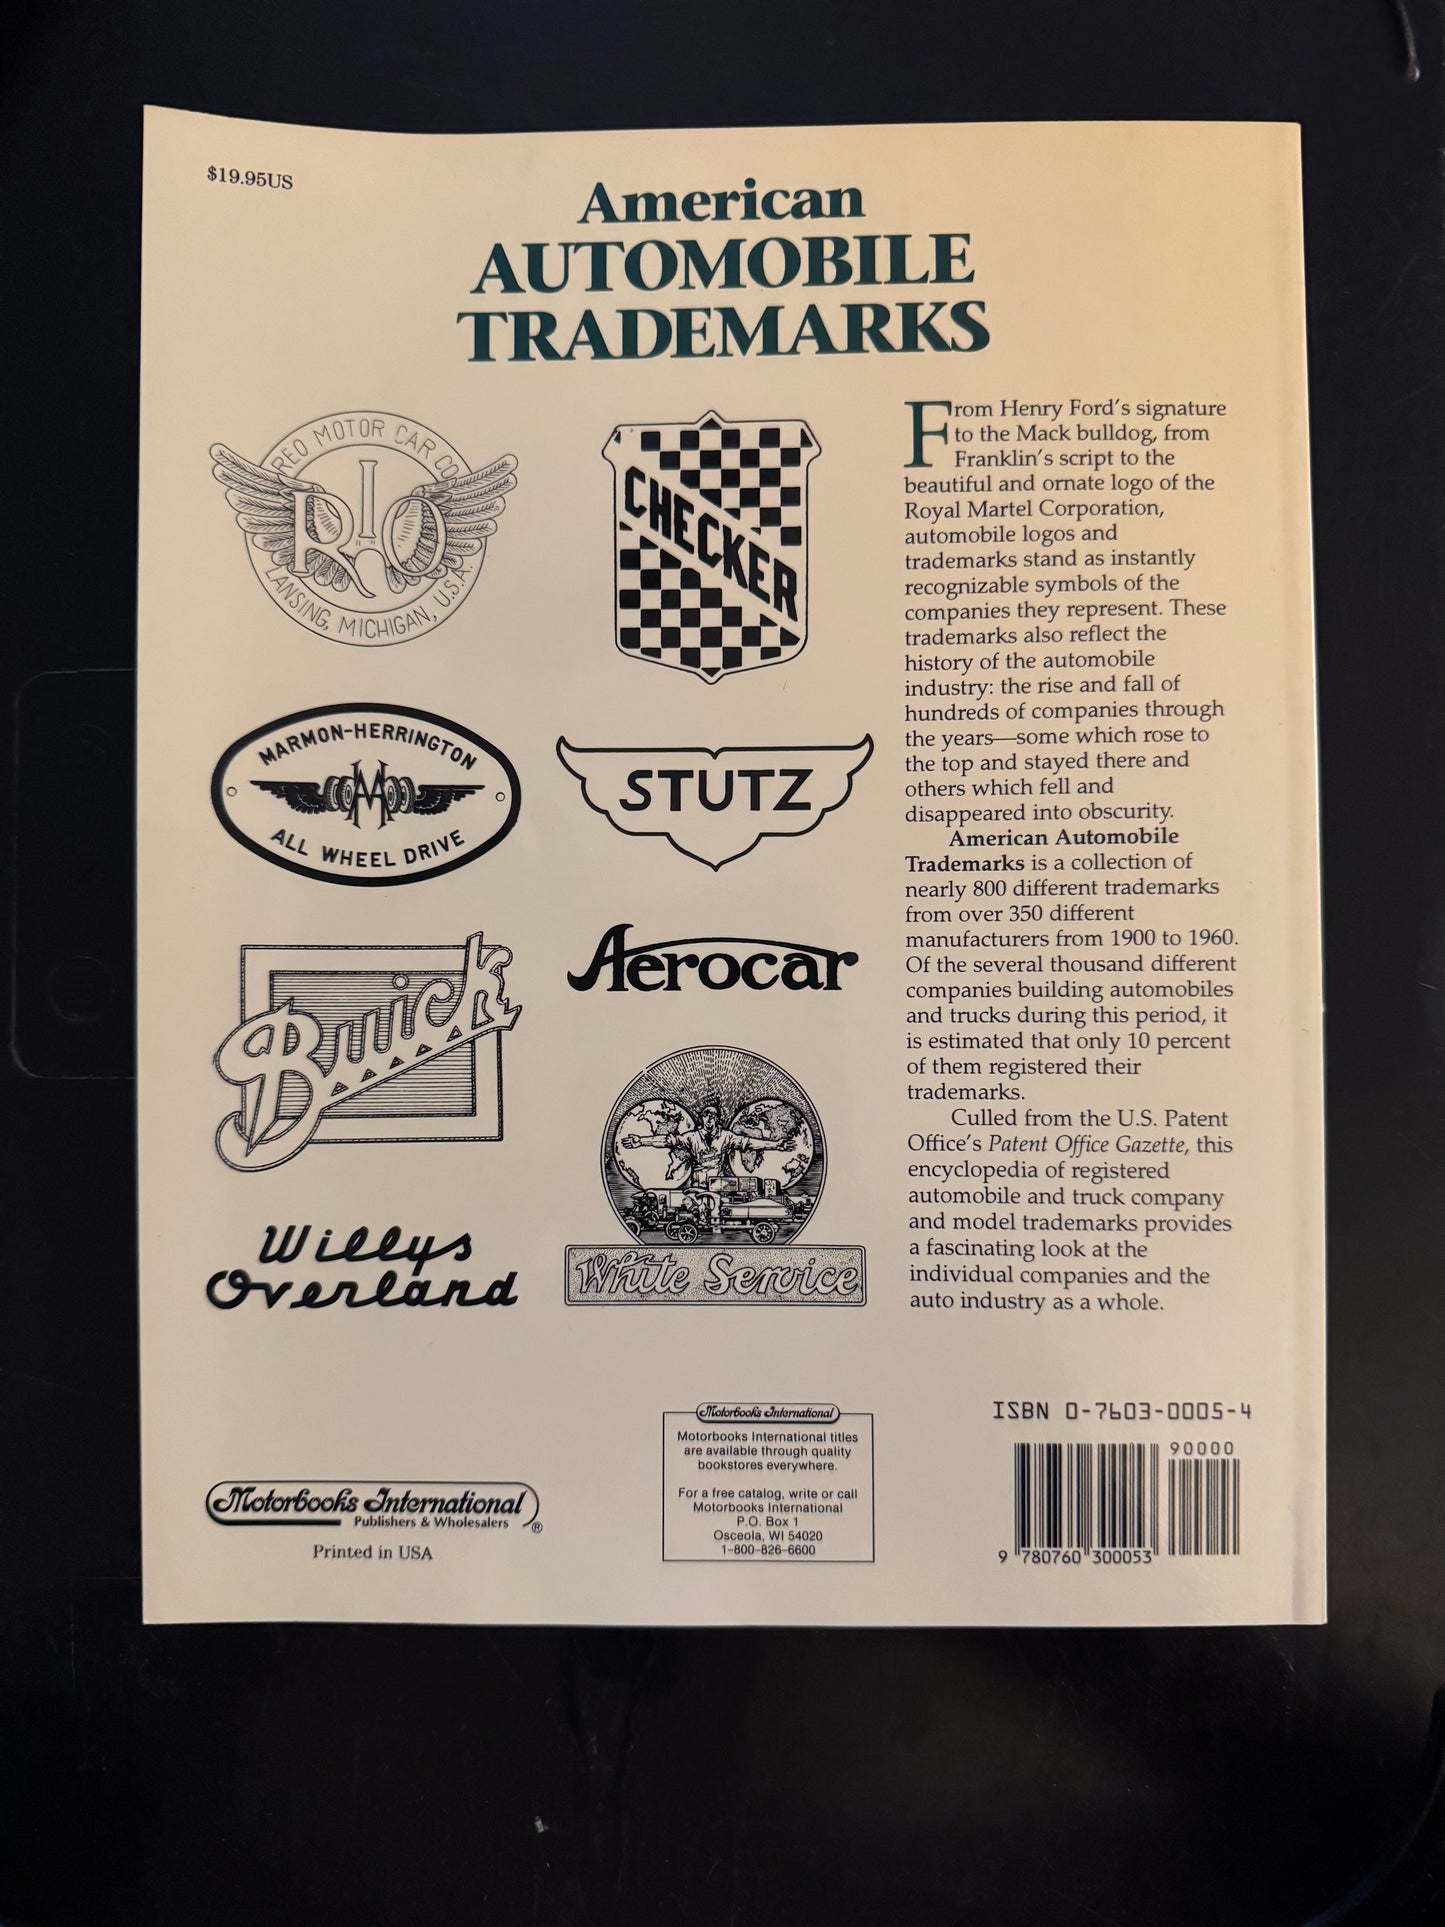 $19.95US
American
AUTOMOBILE
TRADEMARKS
REO MOTOR CAR CO.
REO
LANSING, MICHIGAN, U.S.A.
CHECKER
MARMON-HERRINGTON
MH
ALL WHEEL DRIVE
STUTZ
Buick
Aerocar
Willys
Overland
White Service
From Henry Ford's signature
to the Mack bulldog, from
Franklin's script to the
beautiful and ornate logo of the
Royal Martel Corporation,
automobile logos and
trademarks stand as instantly
recognizable symbols of the
companies they represent. These
trademarks also reflect the
history of the automobile
industry: the rise and fall of
hundreds of companies through
the years—some which rose to
the top and stayed there and
others which fell and
disappeared into obscurity.
American Automobile
Trademarks is a collection of
nearly 800 different trademarks
from over 350 different
manufacturers from 1900 to 1960.
Of the several thousand different
companies building automobiles
and trucks during this period, it
is estimated that only 10 percent
of them registered their
trademarks.
Culled from the U.S. Patent
Office's Patent Office Gazette, this
encyclopedia of registered
automobile and truck company
and model trademarks provides
a fascinating look at the
individual companies and the
auto industry as a whole.
Motorbooks International
Publishers & Wholesalers ®
Printed in USA
Motorbooks International
Motorbooks International titles
are available through quality
bookstores everywhere.
For a free catalog, write or call
Motorbooks International
P.O. Box 1
Osceola, WI 54020
1-800-826-6600
ISBN 0-7603-0005-4
90000
9 780760 300053